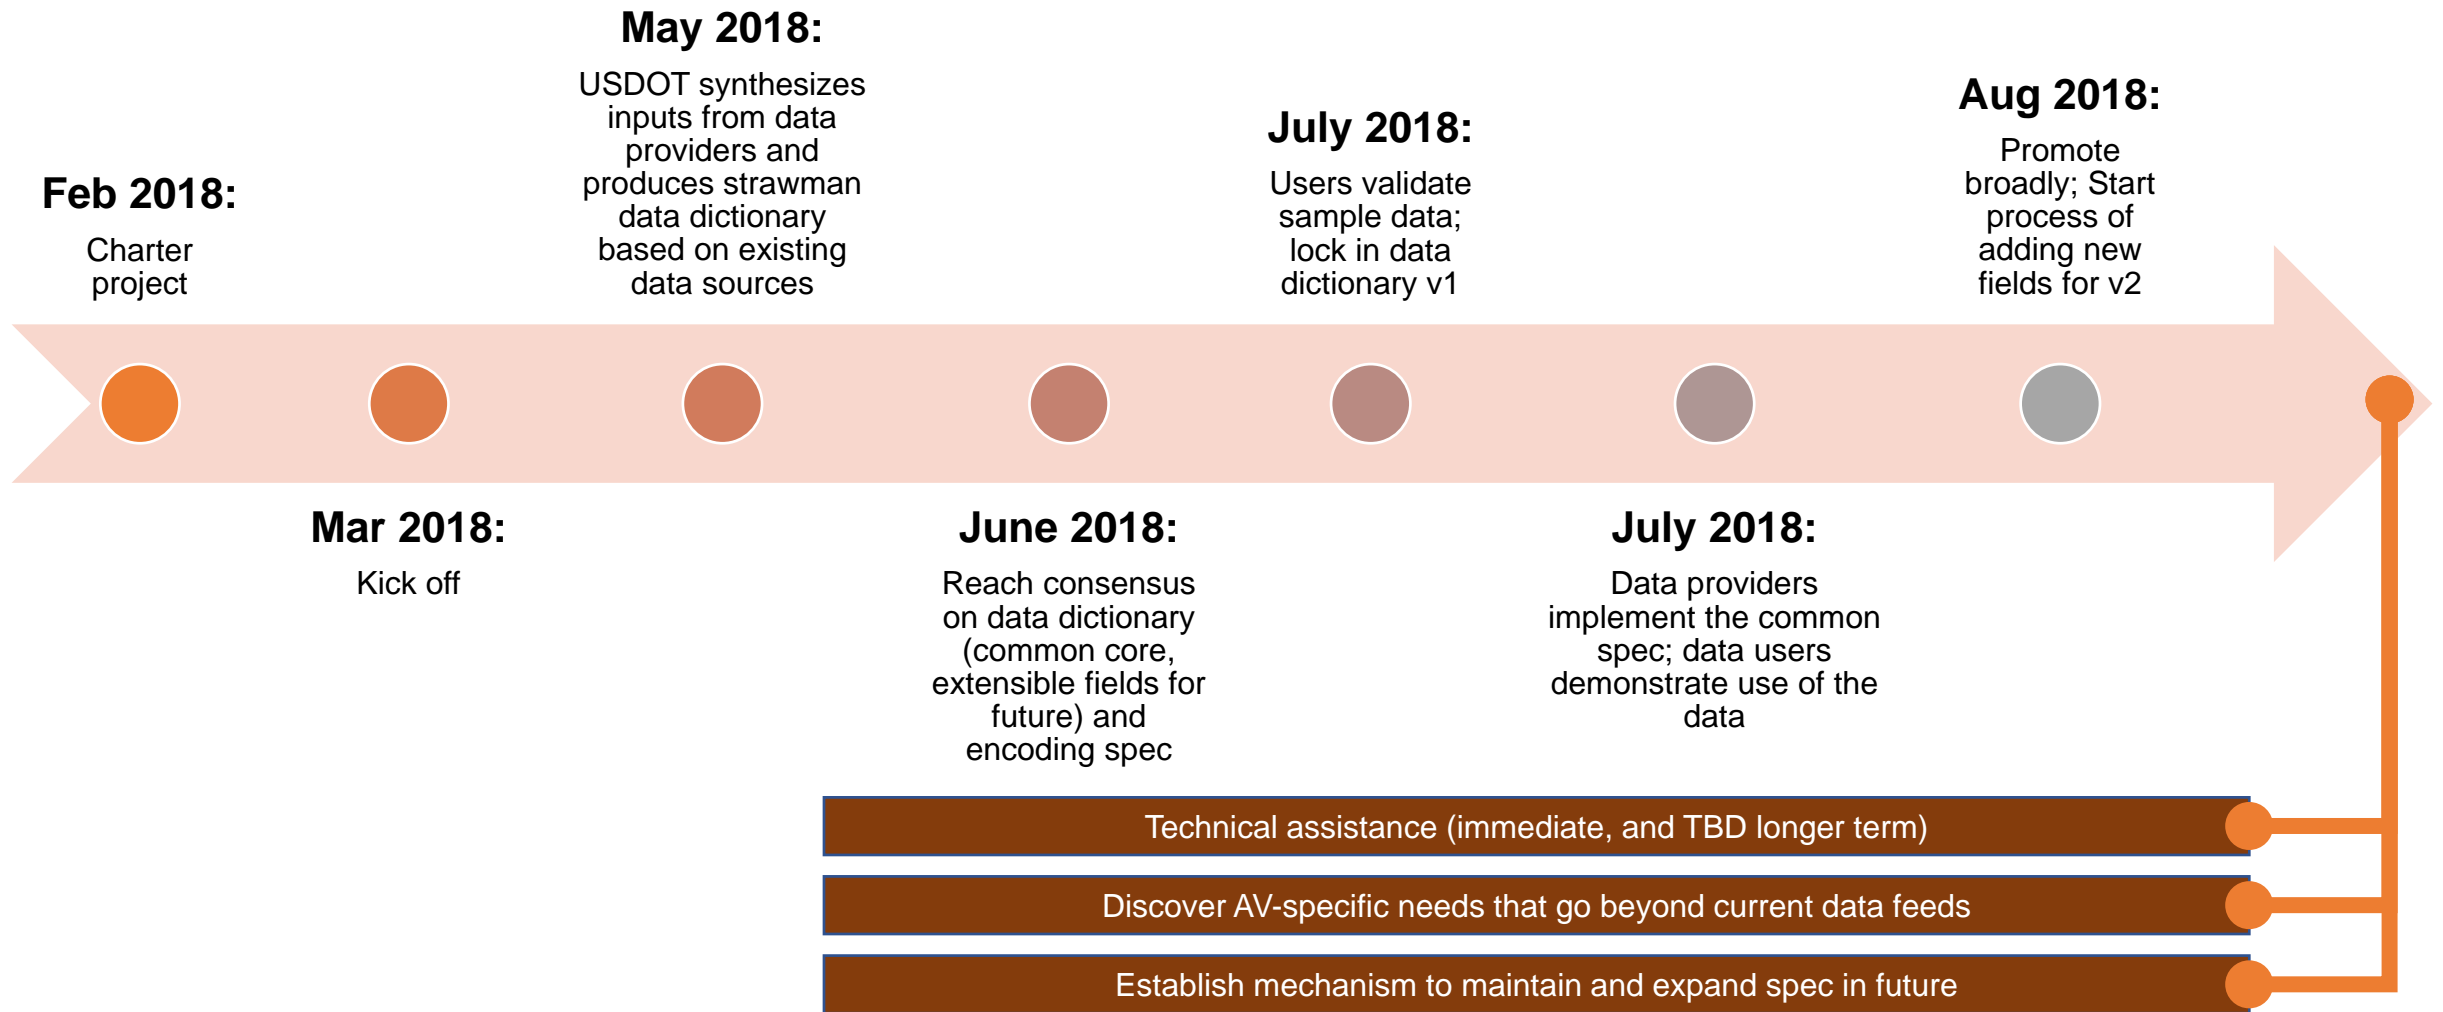 Feb 2018:
Charter
project
Mar 2018:
Kick off
May 2018:
USDOT synthesizes
inputs from data
providers and
produces strawman
data dictionary
based on existing
data sources
June 2018:
Reach consensus
on data dictionary
(common core,
extensible fields for
future) and
encoding spec
July 2018:
Users validate
sample data;
lock in data
dictionary v1
July 2018:
Data providers
implement the common
spec; data users
demonstrate use of the
data
Aug 2018:
Promote
broadly; Start
process of
adding new
fields for v2
Technical assistance (immediate, and TBD longer term)
Discover AV-specific needs that go beyond current data feeds
Establish mechanism to maintain and expand spec in future